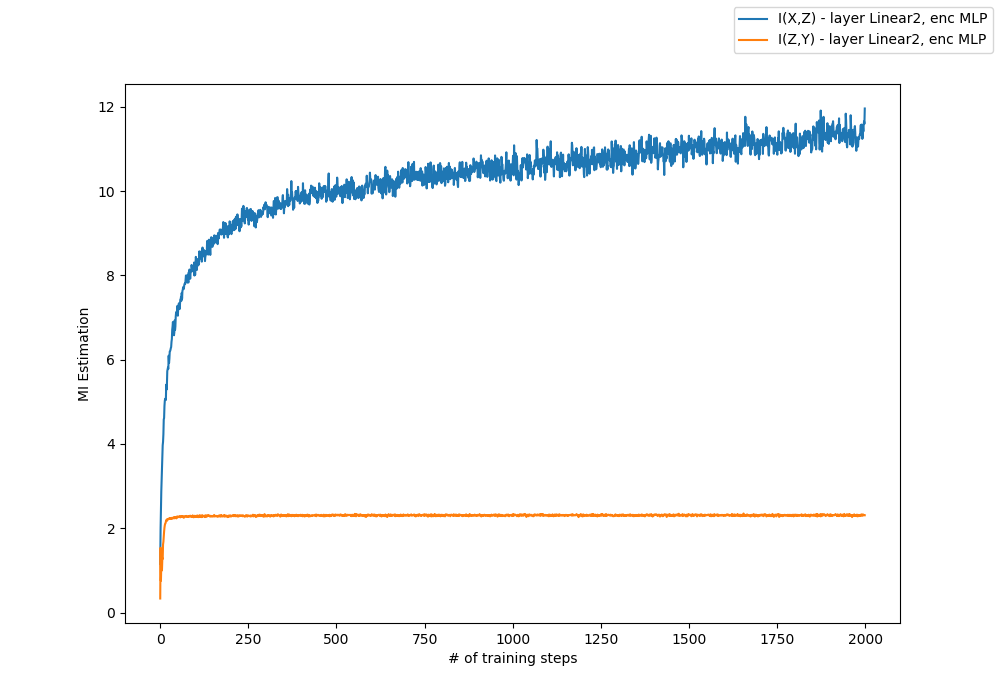 I(X,Z) - layer Linear2, enc MLP
I(Z,Y) - layer Linear2, enc MLP
12
10
8
6
4
2
0
MI Estimation
0 250 500 750 1000 1250 1500 1750 2000
# of training steps